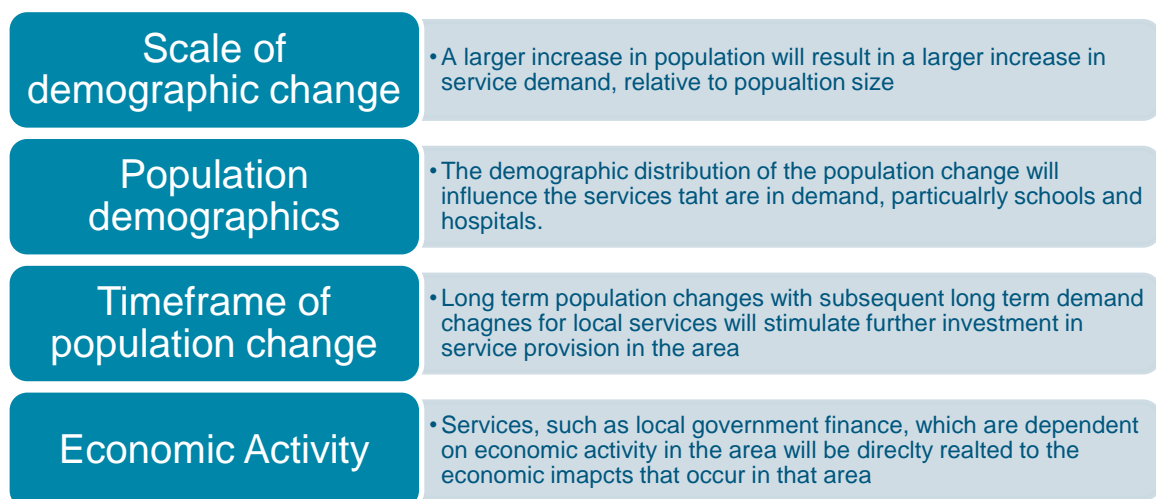 Scale of
demographic change
• A larger increase in population will result in a larger increase in
service demand, relative to popualtion size
Population
demographics
• The demographic distribution of the population change will
influence the services taht are in demand, particualrly schools and
hospitals.
Timeframe of
population change
• Long term population changes with subsequent long term demand
chagnes for local services will stimulate further investment in
service provision in the area
Economic Activity
• Services, such as local government finance, which are dependent
on economic activity in the area will be direclty realted to the
economic imapcts that occur in that area